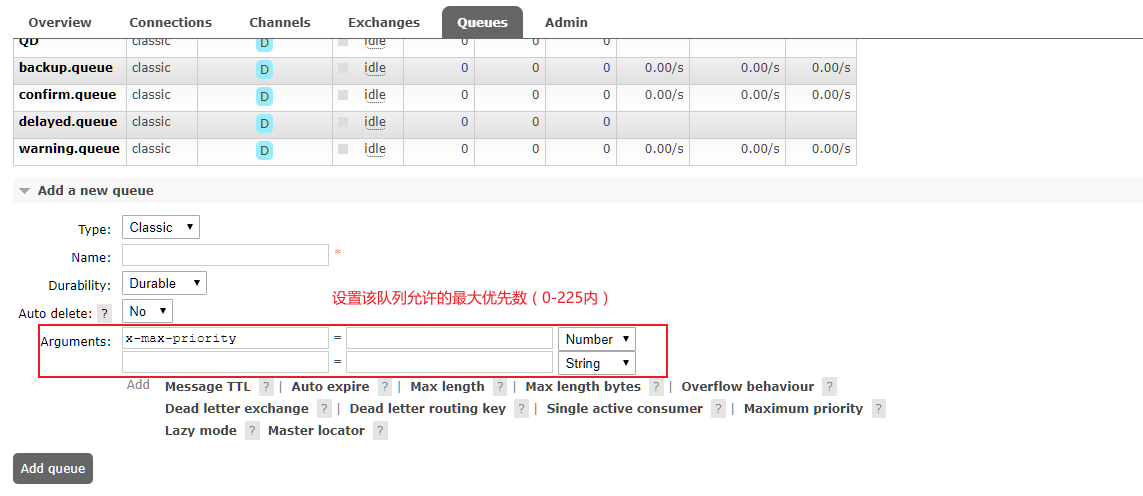 Overview Connections Channels Exchanges Queues Admin
QD classic D idle 0 0 0
backup.queue classic D idle 0 0 0 0.00/s 0.00/s 0.00/s
confirm.queue classic D idle 0 0 0 0.00/s 0.00/s 0.00/s
delayed.queue classic D idle 0 0 0
warning.queue classic D idle 0 0 0 0.00/s 0.00/s 0.00/s
Add a new queue
Type: Classic
Name: *
Durability: Durable
设置该队列允许的最大优先数（0-225内）
Auto delete: ? No
Arguments: x-max-priority = Number
= String
Add Message TTL ? | Auto expire ? | Max length ? | Max length bytes ? | Overflow behaviour ?
Dead letter exchange ? | Dead letter routing key ? | Single active consumer ? | Maximum priority ?
Lazy mode ? Master locator ?
Add queue